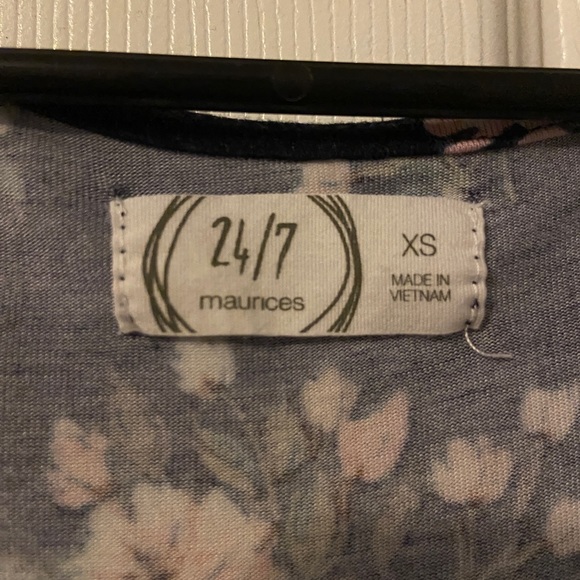 24/7
maurices
XS
MADE IN
VIETNAM